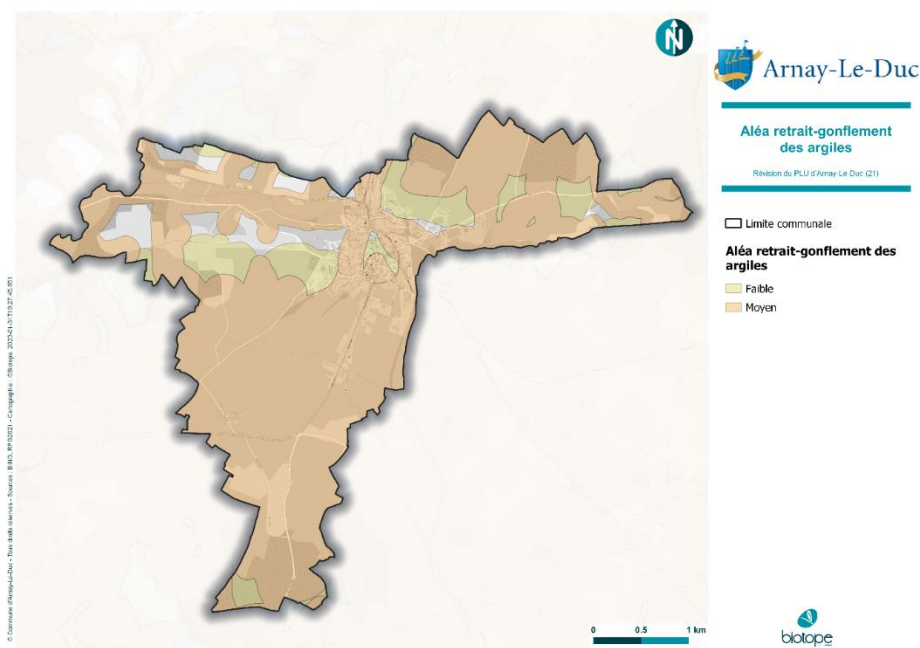 N
Arnay-Le-Duc
Aléa retrait-gonflement
des argiles
Révision du PLU d'Arnay Le Duc (21)
Limite communale
Aléa retrait-gonflement des
argiles
Faible
Moyen
0 0.5 1 km
biotope